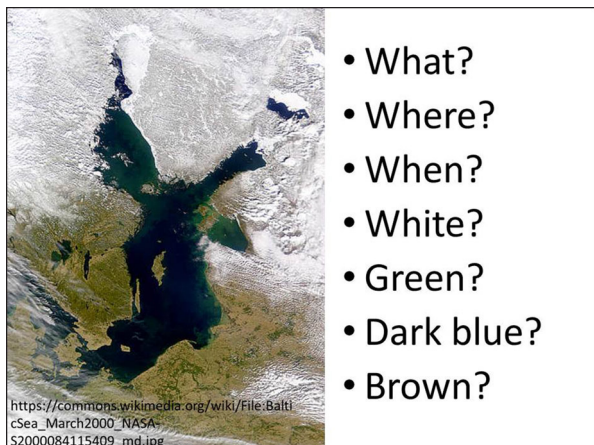 • What?
• Where?
• When?
• White?
• Green?
• Dark blue?
• Brown?
https://commons.wikimedia.org/wiki/File:Balti
cSea_March2000_NASA-
S2000084115409_md.jpg